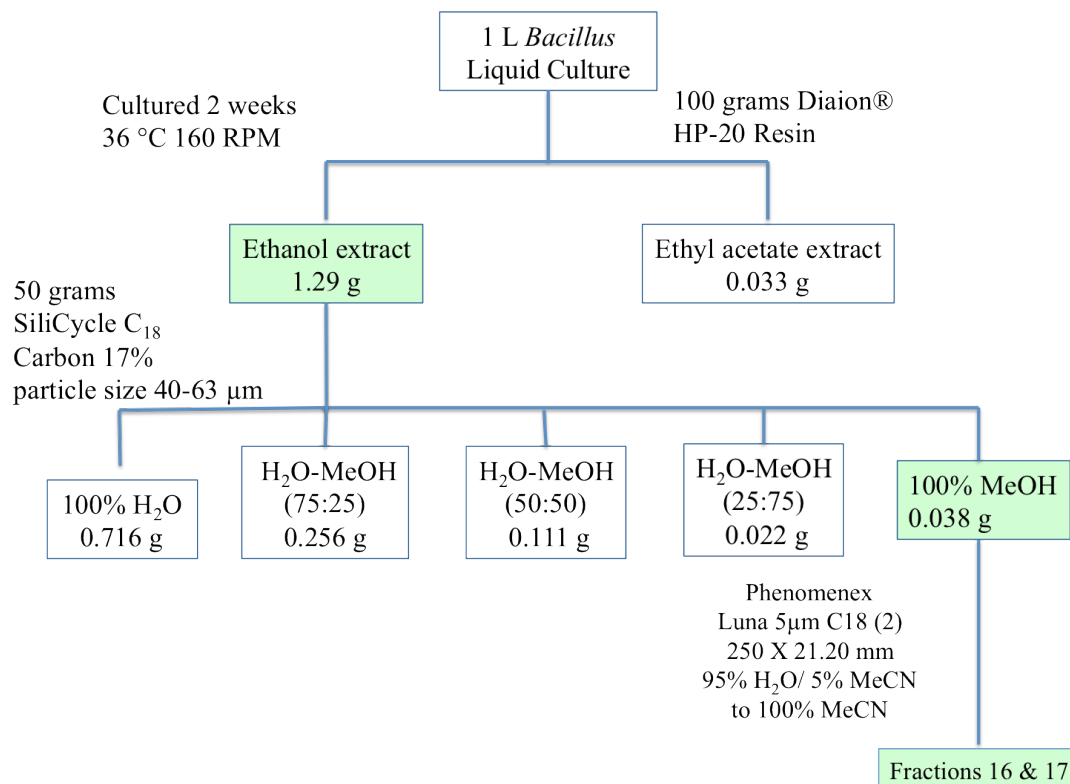 1 L Bacillus
Liquid Culture
Cultured 2 weeks
36 °C 160 RPM
100 grams Diaion®
HP-20 Resin
Ethanol extract
1.29 g
Ethyl acetate extract
0.033 g
50 grams
SiliCycle C₁₈
Carbon 17%
particle size 40-63 µm
100% H₂O
0.716 g
H₂O-MeOH
(75:25)
0.256 g
H₂O-MeOH
(50:50)
0.111 g
H₂O-MeOH
(25:75)
0.022 g
100% MeOH
0.038 g
Phenomenex
Luna 5µm C18 (2)
250 X 21.20 mm
95% H₂O/ 5% MeCN
to 100% MeCN
Fractions 16 & 17